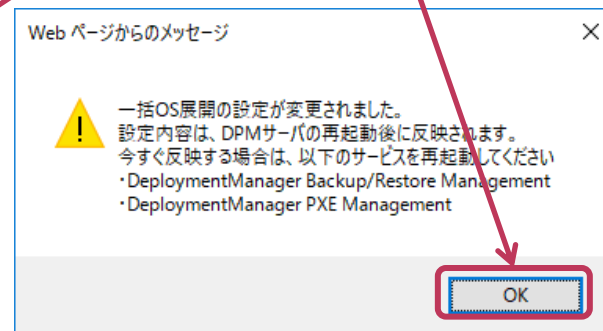 Web ページからのメッセージ
一括OS展開の設定が変更されました。
設定内容は、DPMサーバの再起動後に反映されます。
今すぐ反映する場合は、以下のサービスを再起動してください
・DeploymentManager Backup/Restore Management
・DeploymentManager PXE Management
OK